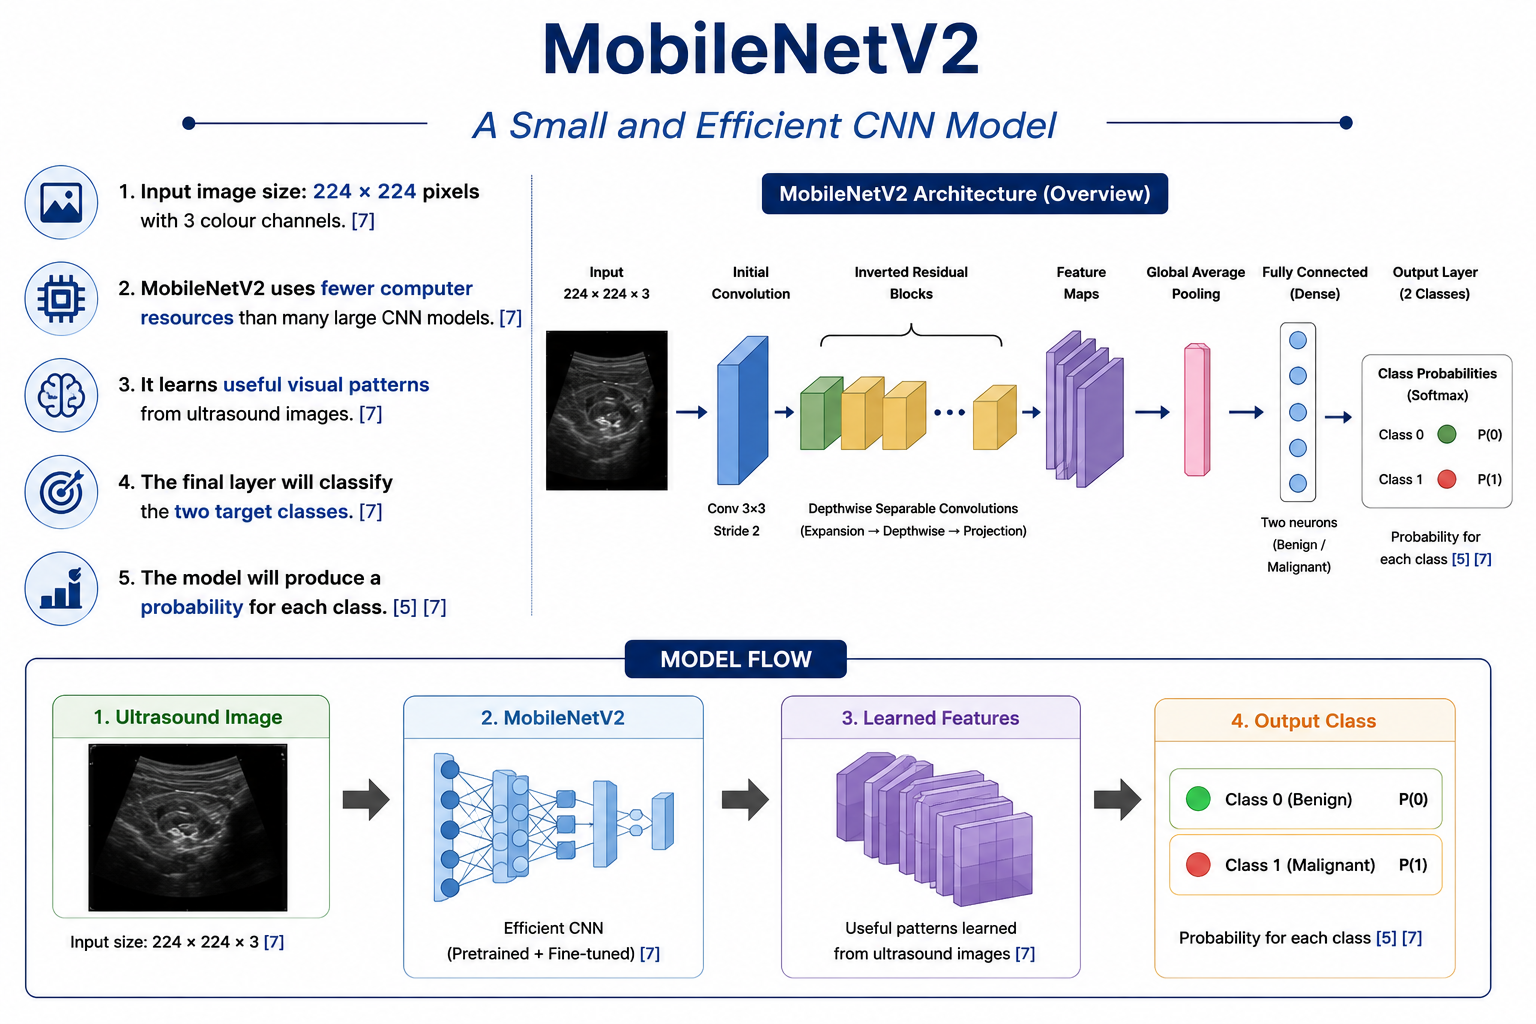 MobileNetV2
A Small and Efficient CNN Model
1. Input image size: 224 × 224 pixels
with 3 colour channels. [7]
2. MobileNetV2 uses fewer computer
resources than many large CNN models. [7]
3. It learns useful visual patterns
from ultrasound images. [7]
4. The final layer will classify
the two target classes. [7]
5. The model will produce a
probability for each class. [5] [7]
MobileNetV2 Architecture (Overview)
Input
224 × 224 × 3
Initial
Convolution
Inverted Residual
Blocks
Feature
Maps
Global Average
Pooling
Fully Connected
(Dense)
Output Layer
(2 Classes)
Conv 3×3
Stride 2
Depthwise Separable Convolutions
(Expansion → Depthwise → Projection)
Two neurons
(Benign /
Malignant)
Class Probabilities
(Softmax)
Class 0 P(0)
Class 1 P(1)
Probability for
each class [5] [7]
MODEL FLOW
1. Ultrasound Image
Input size: 224 × 224 × 3 [7]
2. MobileNetV2
Efficient CNN
(Pretrained + Fine-tuned) [7]
3. Learned Features
Useful patterns learned
from ultrasound images [7]
4. Output Class
Class 0 (Benign) P(0)
Class 1 (Malignant) P(1)
Probability for each class [5] [7]